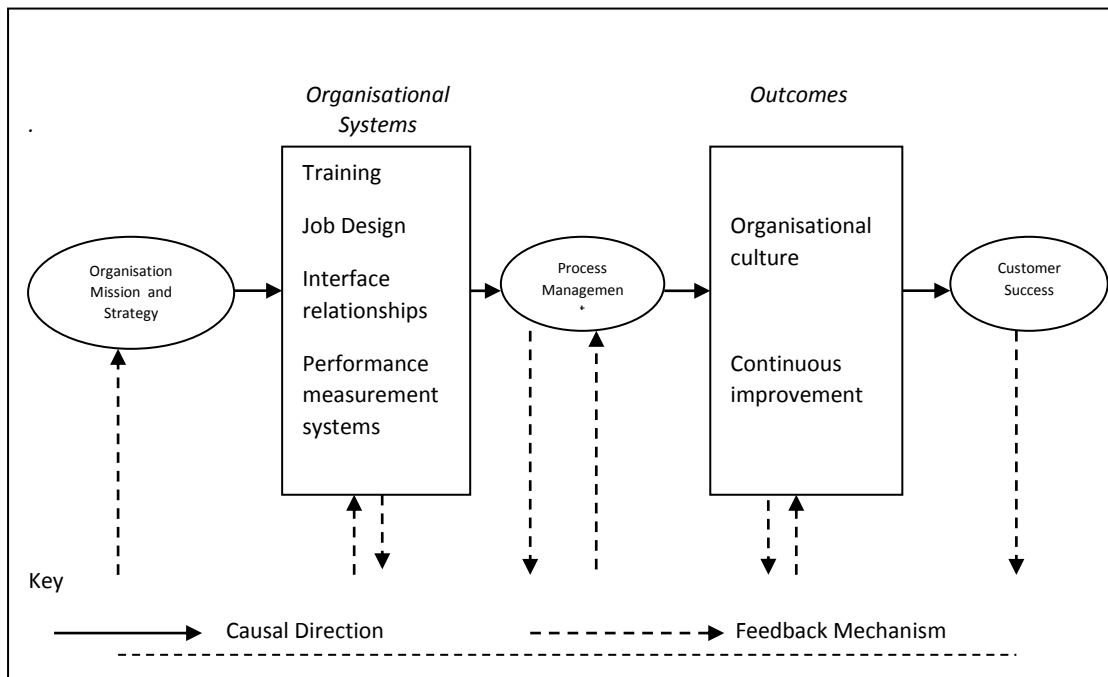 Organisational
Systems
Outcomes
.
Training
Job Design
Interface
relationships
Performance
measurement
systems
Organisation
Mission and
Strategy
Process
Managemen
Organisational
culture
Continuous
improvement
Customer
Success
Key
Causal Direction
Feedback Mechanism